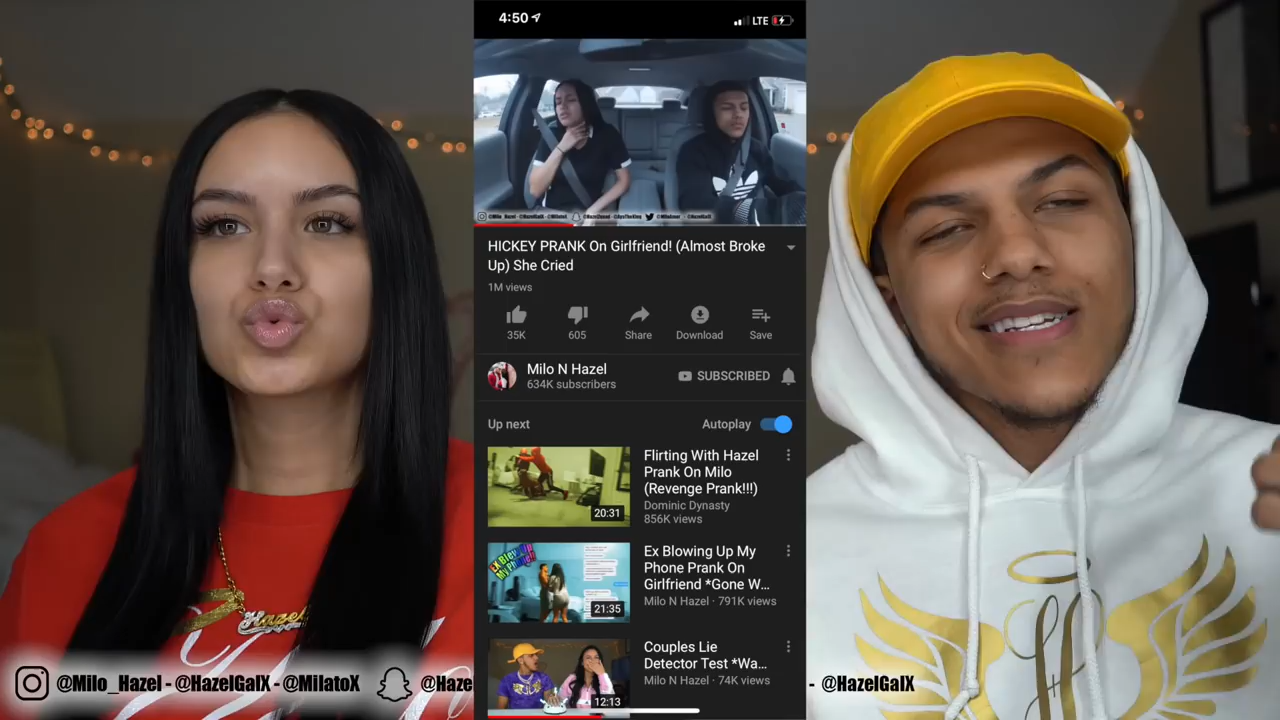 4:50
LTE
HICKEY PRANK On Girlfriend! (Almost Broke
Up) She Cried
1M views
35K
605
Share
Download
Save
Milo N Hazel
634K subscribers
SUBSCRIBED
Up next
Autoplay
Flirting With Hazel
Prank On Milo
(Revenge Prank!!!)
Dominic Dynasty
856K views
20:31
Ex Blowing Up My
Phone Prank On
Girlfriend *Gone W...
Milo N Hazel · 791K views
21:35
Couples Lie
Detector Test *Wa...
Milo N Hazel · 74K views
12:13
Hazel
@Milo_Hazel - @HazelGalX - @MilatoX
@Haze
- @HazelGalX